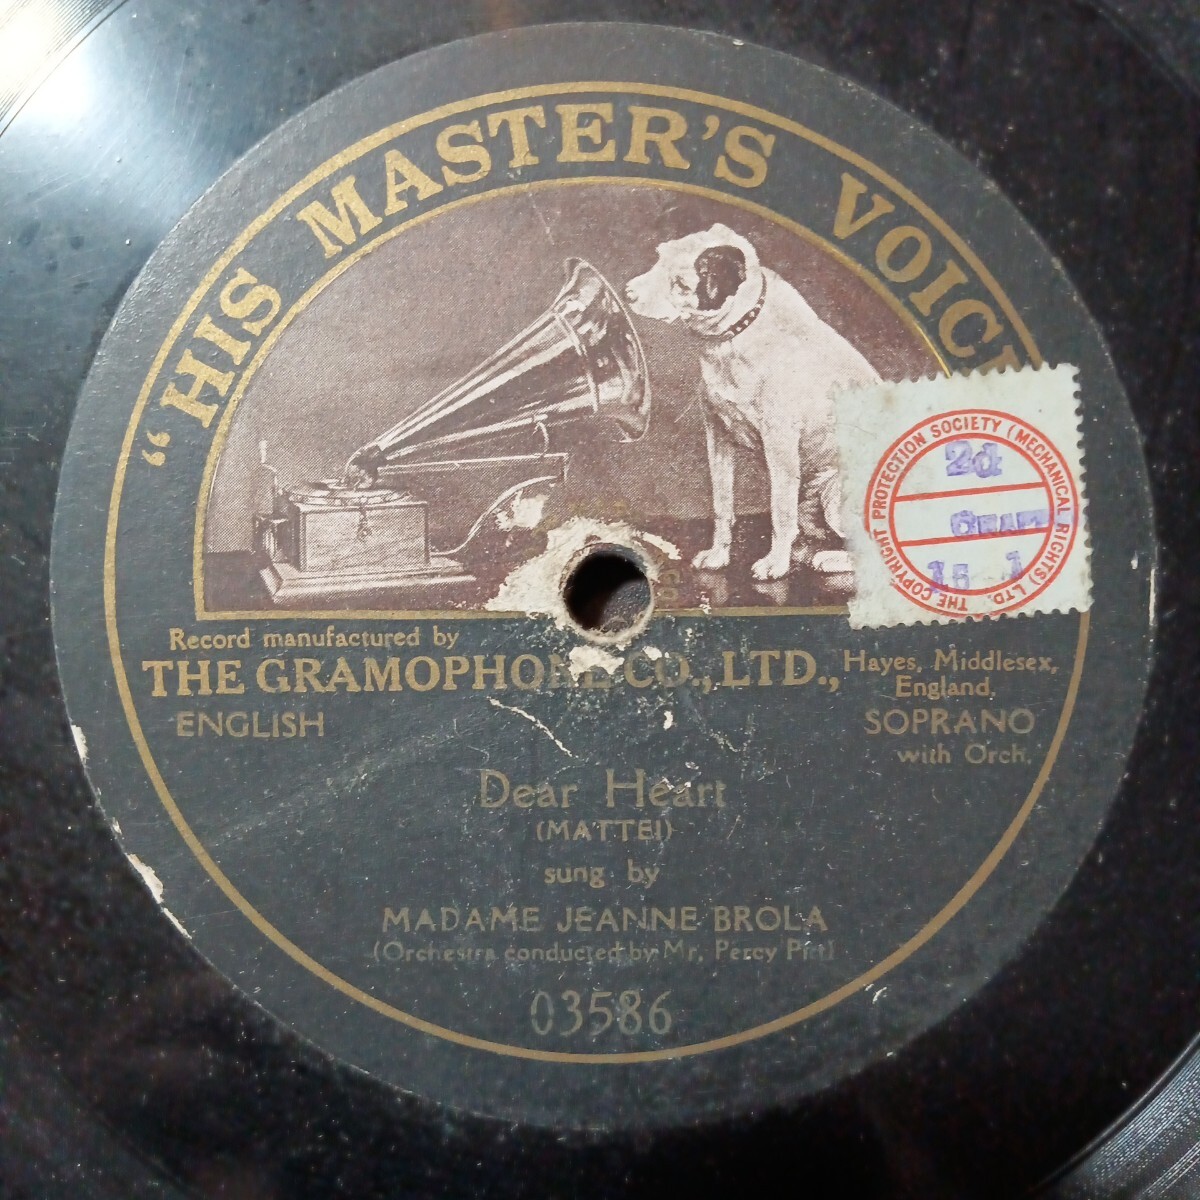 “HIS MASTER'S VOICE
THE COPYRIGHT PROTECTION SOCIETY (MECHANICAL RIGHTS) LTD.
2d
GRAM
Record manufactured by
THE GRAMOPHONE CO., LTD., Hayes, Middlesex,
England.
ENGLISH
SOPRANO
with Orch.
Dear Heart
(MATTEI)
sung by
MADAME JEANNE BROLA
(Orchestra conducted by Mr. Percy Pitt)
03586